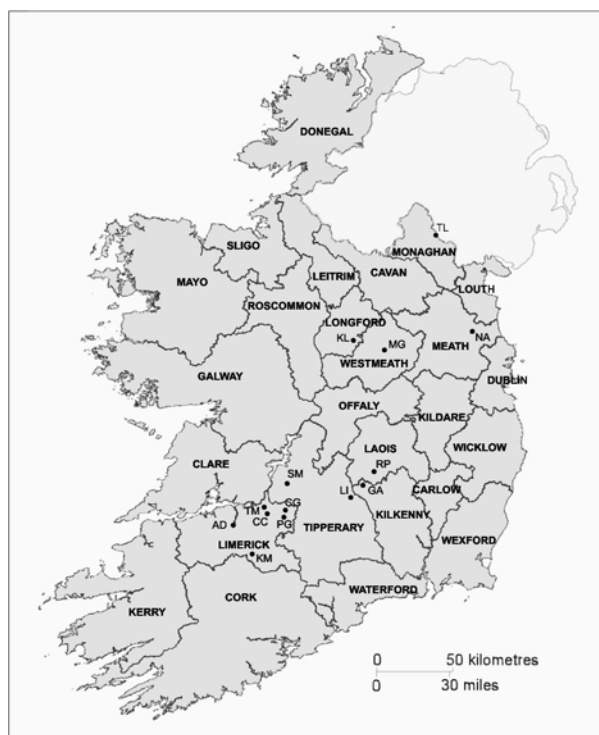 DONEGAL
TL
MONAGHAN
SLIGO
LEITRIM
CAVAN
LOUTH
MAYO
ROSCOMMON
LONGFORD
KL
MG
NA
MEATH
WESTMEATH
GALWAY
DUBLIN
OFFALY
KILDARE
LAOIS
WICKLOW
CLARE
RP
SM
GA
LI
CARLOW
TM
SG
CC
PG
AD
TIPPERARY
KILKENNY
LIMERICK
WEXFORD
KM
WATERFORD
CORK
KERRY
0 50 kilometres
0 30 miles